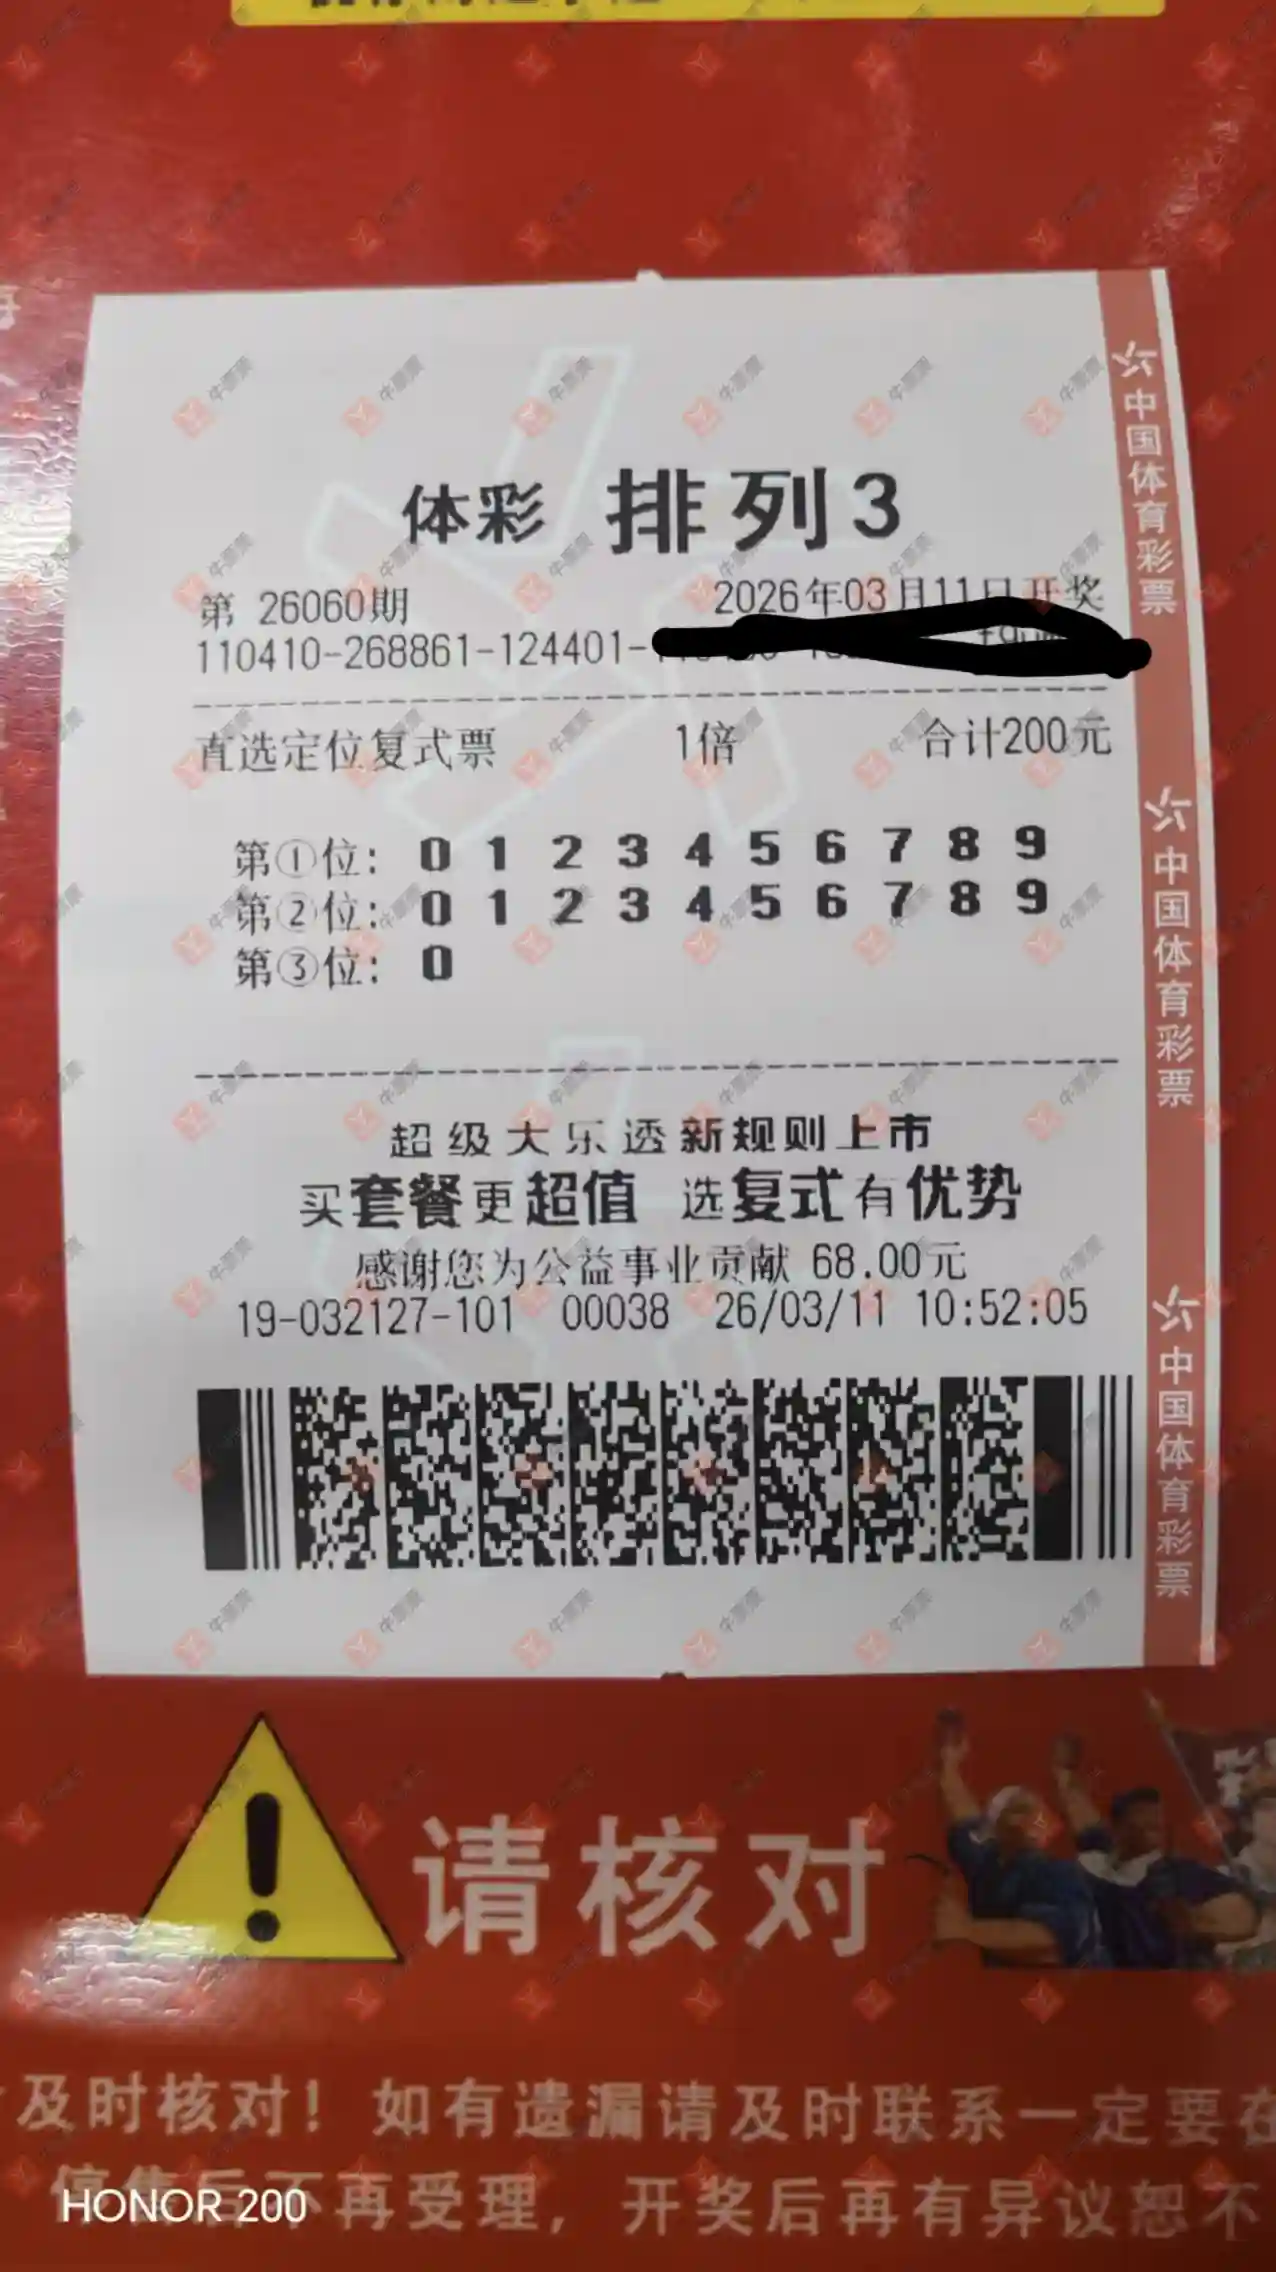 体彩 排列3
第 26060期 2026年03月11日开奖
110410-268861-124401-
直选定位复式票 1倍 合计200元
第①位: 0 1 2 3 4 5 6 7 8 9
第②位: 0 1 2 3 4 5 6 7 8 9
第③位: 0
超级大乐透新规则上市
买套餐更超值 选复式有优势
感谢您为公益事业贡献 68.00元
19-032127-101 00038 26/03/11 10:52:05
中国体育彩票
中国体育彩票
中国体育彩票
请核对
及时核对！如有遗漏请及时联系一定要在
停售后不再受理，开奖后再有异议恕不
HONOR 200